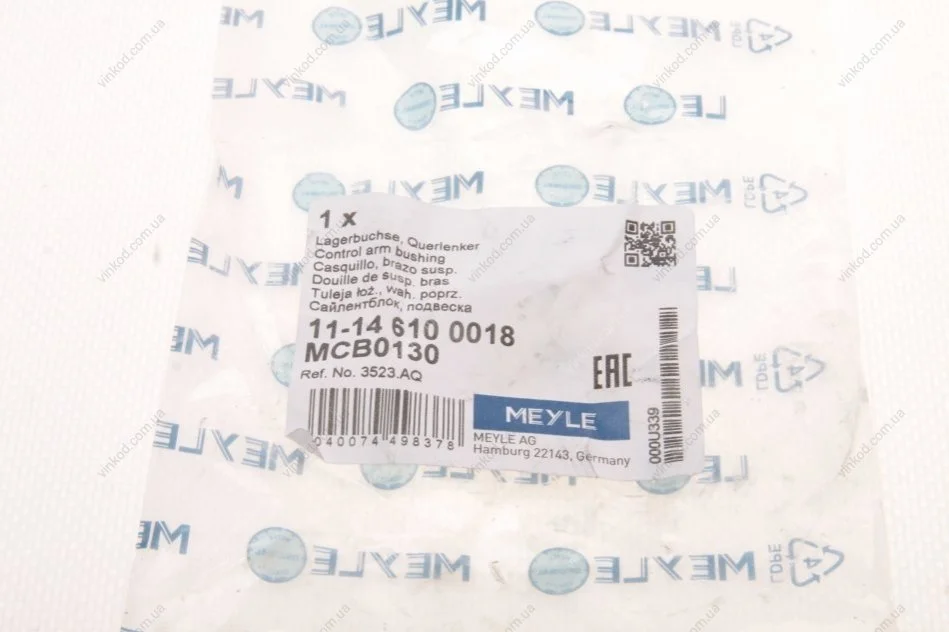 1 x
Lagerbuchse, Querlenker
Control arm bushing
Casquillo, brazo susp.
Douille de susp. bras
Tuleja łoż., wah. poprz.
Сайлентблок, подвеска
11-14 610 0018
MCB0130
Ref. No. 3523.AQ
EAC
MEYLE
MEYLE AG
Hamburg 22143, Germany
040074 498378
000U339
MEYLE
LDPE
4
vinkod.com.ua